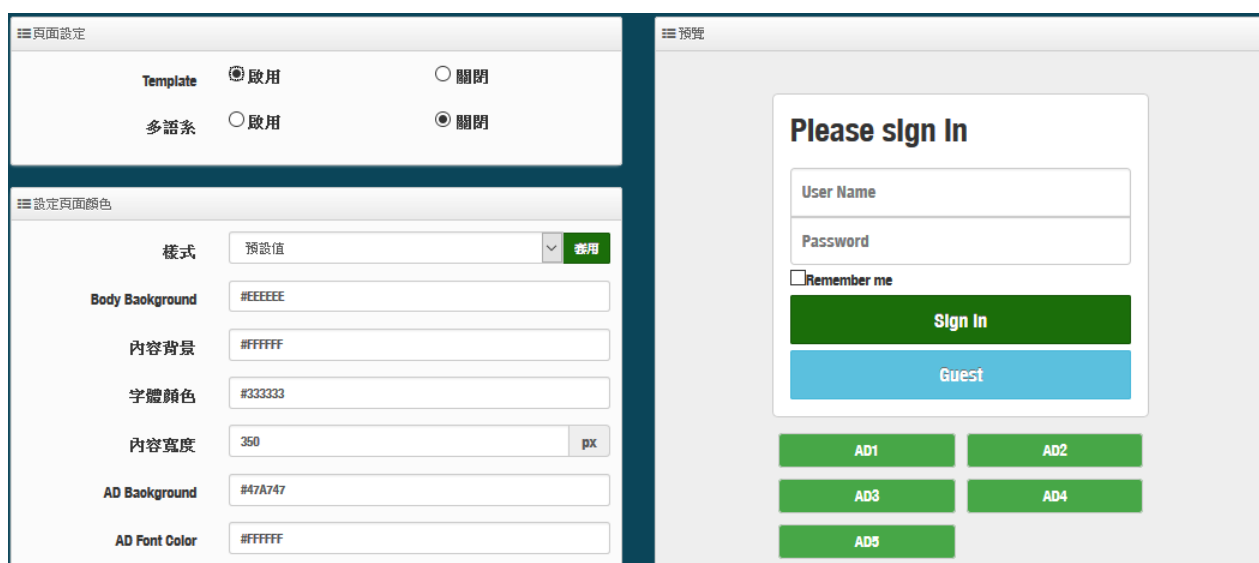 頁面設定
Template 啟用 關閉
多語系 啟用 關閉
設定頁面顏色
樣式 預設值 套用
Body Background #EEEEEE
內容背景 #FFFFFF
字體顏色 #333333
內容寬度 350 px
AD Background #47A747
AD Font Color #FFFFFF
預覽
Please sign in
User Name
Password
Remember me
Sign in
Guest
AD1 AD2
AD3 AD4
AD5